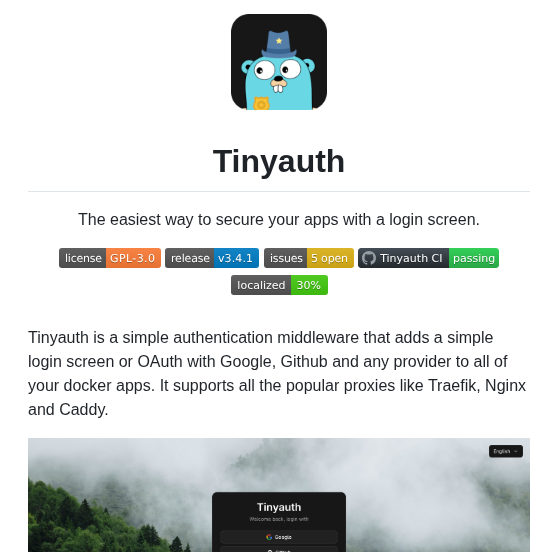 Tinyauth
The easiest way to secure your apps with a login screen.
license GPL-3.0 release v3.4.1 issues 5 open Tinyauth CI passing
localized 30%
Tinyauth is a simple authentication middleware that adds a simple
login screen or OAuth with Google, Github and any provider to all of
your docker apps. It supports all the popular proxies like Traefik, Nginx
and Caddy.
English
Tinyauth
Welcome back, login with
Google